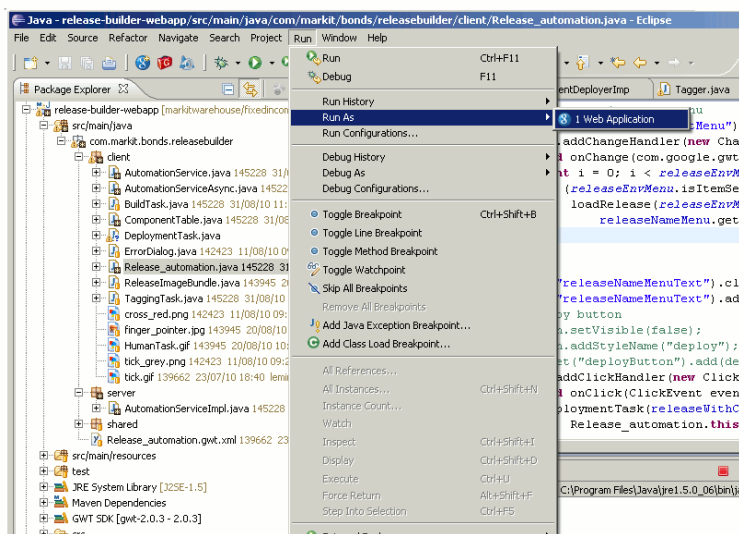 Java - release-builder-webapp/src/main/java/com/markit/bonds/releasebuilder/client/Release_automation.java - Eclipse
File Edit Source Refactor Navigate Search Project Run Window Help
Package Explorer
release-builder-webapp [markitwarehouse/fixedincon
src/main/java
com.markit.bonds.releasebuilder
client
AutomationService.java 145228 31/
AutomationServiceAsync.java 14522
BuildTask.java 145228 31/08/10 11:
ComponentTable.java 145228 31/08
DeploymentTask.java
ErrorDialog.java 142423 11/08/10 0
Release_automation.java 145228 31
ReleaseImageBundle.java 143945 2
TaggingTask.java 145228 31/08/10
cross_red.png 142423 11/08/10 09:
finger_pointer.jpg 143945 20/08/10
HumanTask.gif 143945 20/08/10 10:
tick_grey.png 142423 11/08/10 09:2
tick.gif 139662 23/07/10 18:40 lemi
server
AutomationServiceImpl.java 145228
shared
Release_automation.gwt.xml 139662 23
src/main/resources
test
JRE System Library [J2SE-1.5]
Maven Dependencies
GWT SDK [gwt-2.0.3 - 2.0.3]
src
Run Ctrl+F11
Debug F11
Run History
Run As
Run Configurations...
Debug History
Debug As
Debug Configurations...
Toggle Breakpoint Ctrl+Shift+B
Toggle Line Breakpoint
Toggle Method Breakpoint
Toggle Watchpoint
Skip All Breakpoints
Remove All Breakpoints
Add Java Exception Breakpoint...
Add Class Load Breakpoint...
All References...
All Instances... Ctrl+Shift+N
Instance Count...
Watch
Inspect Ctrl+Shift+I
Display Ctrl+Shift+D
Execute Ctrl+U
Force Return Alt+Shift+F
Step Into Selection Ctrl+F5
1 Web Application
entDeployerImp Tagger.java
nu
tMenu")
.addChangeHandler(new Cha
d onChange(com.google.gwt
nt i = 0; i < releaseEnvM
(releaseEnvMenu.isItemSe
loadRelease(releaseEnvM
releaseNameMenu.get
"releaseNameMenuText").cl
"releaseNameMenuText").ad
oy button
n.setVisible(false);
n.addStyleName("deploy");
et("deployButton").add(de
addClickHandler(new Click
d onClick(ClickEvent even
ploymentTask(releaseWithC
Release_automation.this
C:\Program Files\Java\jre1.5.0_06\bin\j